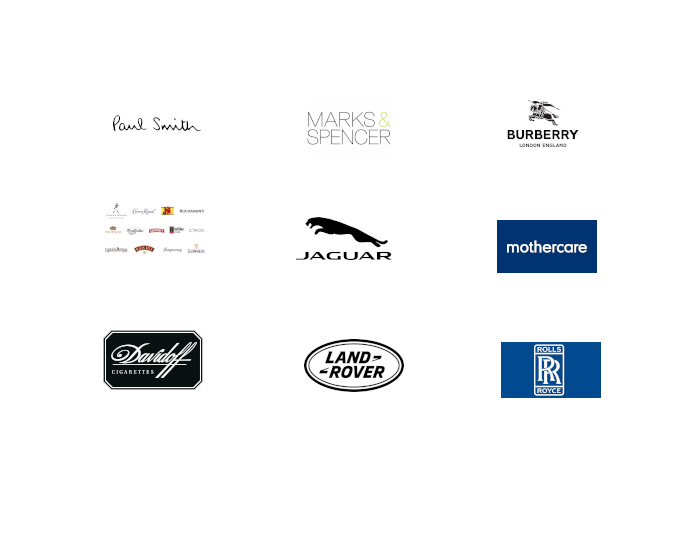 Paul Smith
MARKS &
SPENCER
BURBERRY
LONDON ENGLAND
Crown Royal
BUCHANAN'S
CÎROC
GUINNESS
JAGUAR
mothercare
Davidoff
CIGARETTES
LAND
ROVER
ROLLS
RR
ROYCE